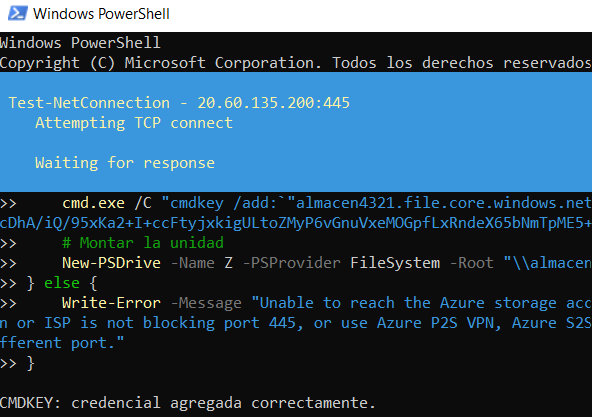 Windows PowerShell
Windows PowerShell
Copyright (C) Microsoft Corporation. Todos los derechos reservados
Test-NetConnection - 20.60.135.200:445
Attempting TCP connect
Waiting for response
>> cmd.exe /C "cmdkey /add:`"almacen4321.file.core.windows.net
cDhA/iQ/95xKa2+I+ccFtyjxkigULtoZMyP6vGnuVxeMOGpfLxRndeX65bNmTpME5+
>> # Montar la unidad
>> New-PSDrive -Name Z -PSProvider FileSystem -Root "\\almacen
>> } else {
>> Write-Error -Message "Unable to reach the Azure storage acc
n or ISP is not blocking port 445, or use Azure P2S VPN, Azure S2S
fferent port."
>> }
CMDKEY: credencial agregada correctamente.